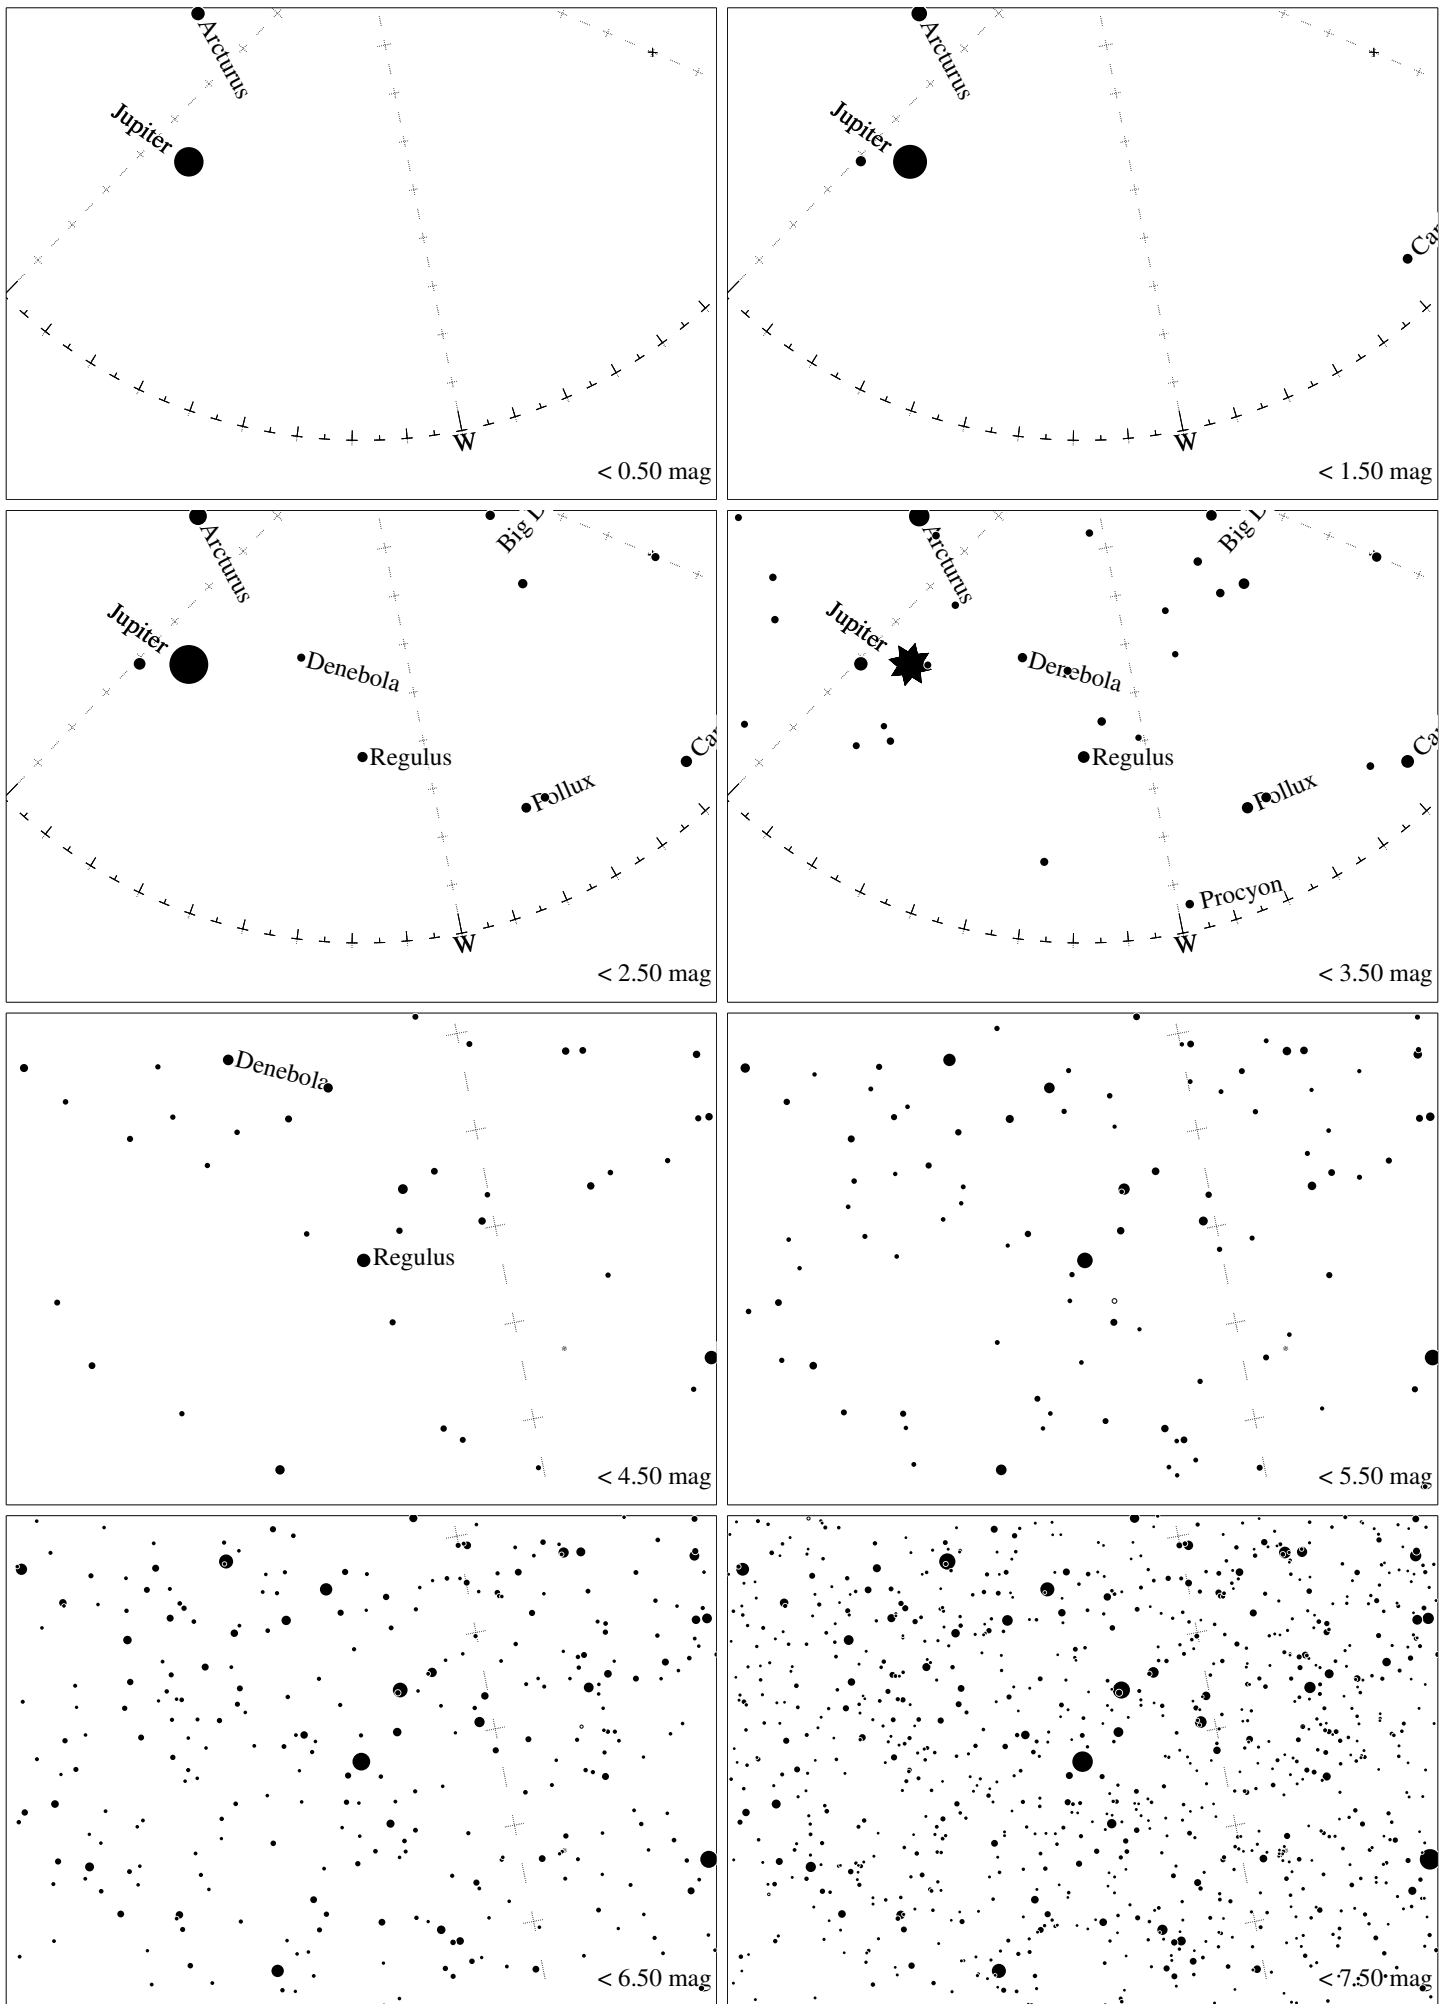 Arcturus
Jupiter
W
< 0.50 mag
Arcturus
Jupiter
W
< 1.50 mag
Arcturus
Big
Jupiter
Denebola
Regulus
Pollux
W
< 2.50 mag
Arcturus
Big
Jupiter
Denebola
Regulus
Pollux
Procyon
W
< 3.50 mag
Denebola
Regulus
< 4.50 mag
< 5.50 mag
< 6.50 mag
< 7.50 mag